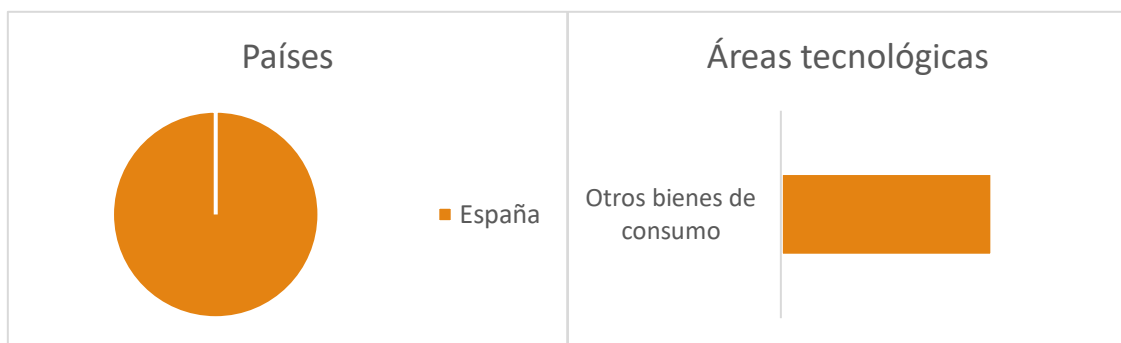 Países
España
Áreas tecnológicas
Otros bienes de
consumo